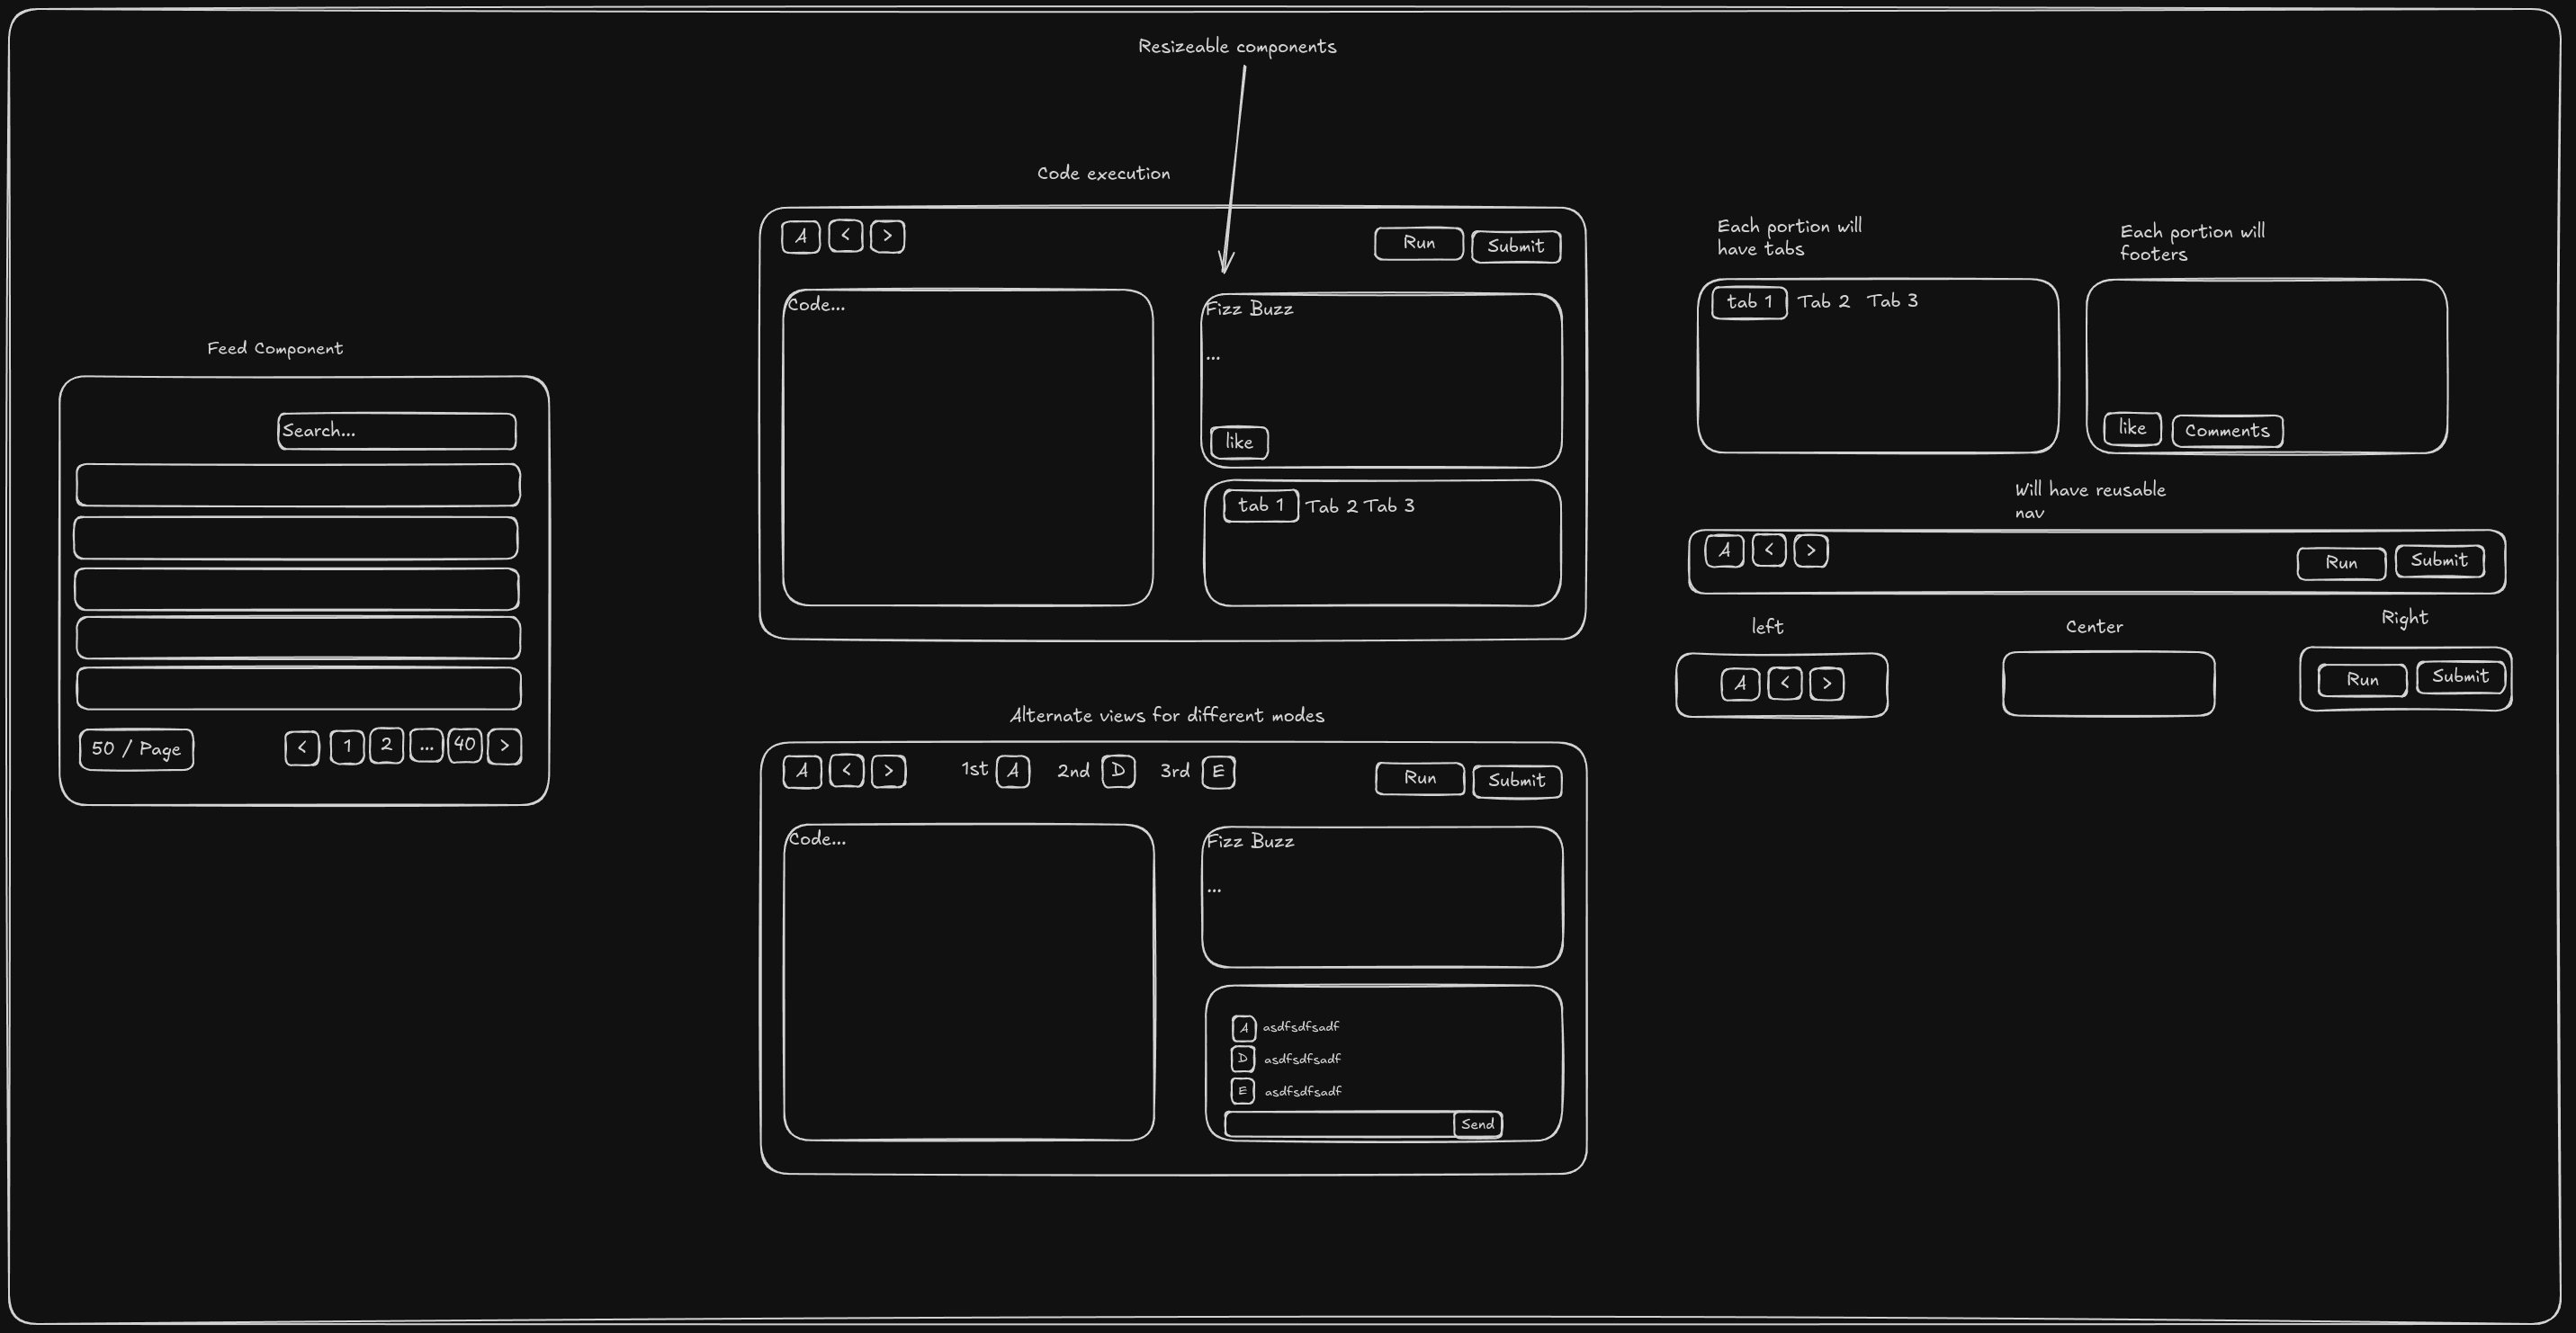 Resizeable components
Code execution
A < >
Run Submit
Code...
Fizz Buzz
...
like
tab 1 Tab 2 Tab 3
Feed Component
Search...
50 / Page
< 1 2 ... 40 >
Alternate views for different modes
A < >
1st A 2nd D 3rd E
Run Submit
Code...
Fizz Buzz
...
A asdfsdfsadf
D asdfsdfsadf
E asdfsdfsadf
Send
Each portion will
have tabs
tab 1 Tab 2 Tab 3
Each portion will
footers
like Comments
Will have reusable
nav
A < >
Run Submit
left
A < >
Center
Right
Run Submit